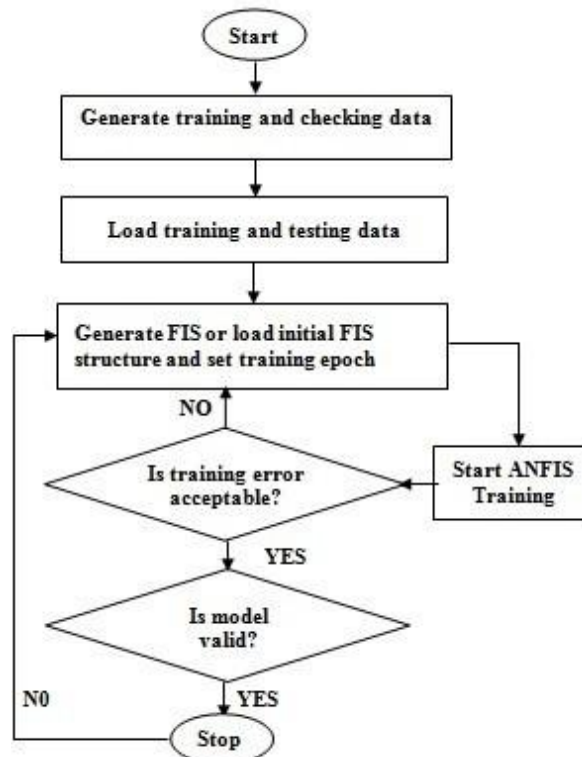 Start
Generate training and checking data
Load training and testing data
Generate FIS or load initial FIS
structure and set training epoch
NO
Is training error
acceptable?
Start ANFIS
Training
YES
Is model
valid?
N0
YES
Stop